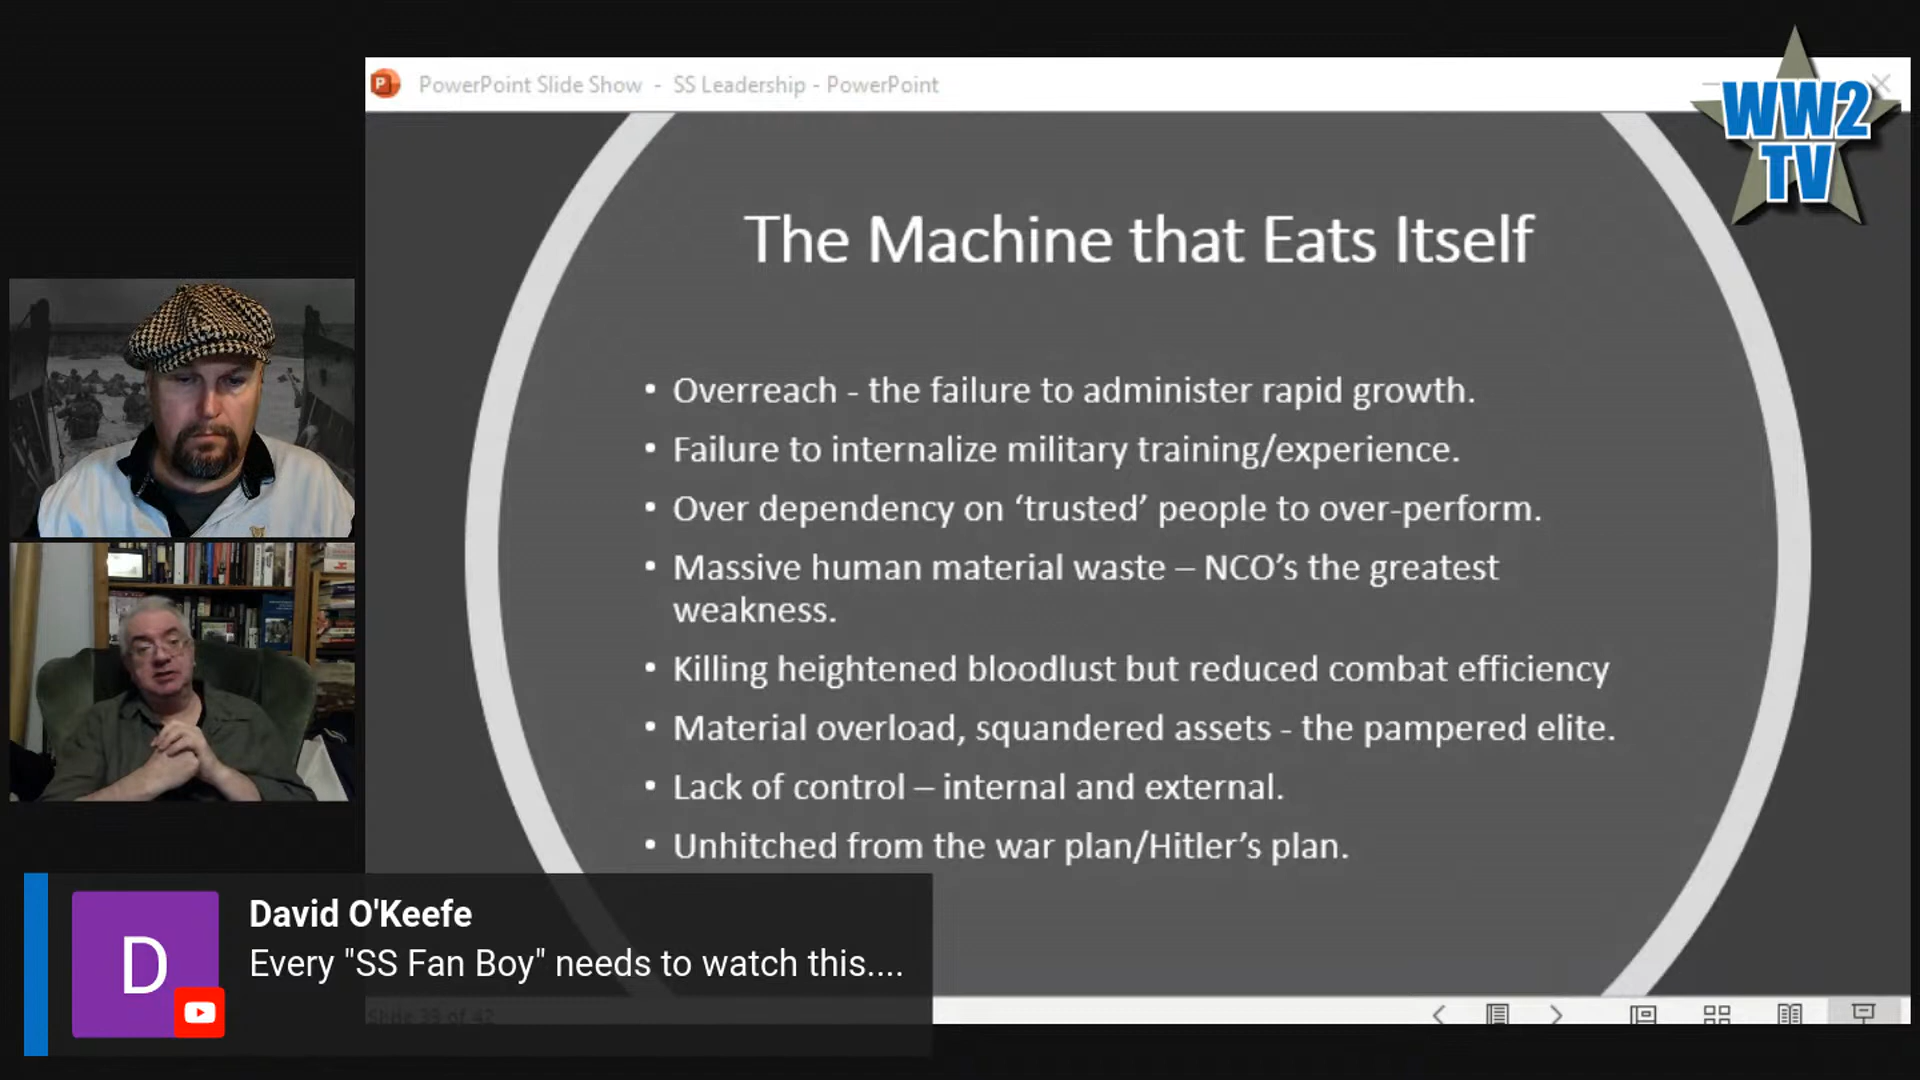 PowerPoint Slide Show - SS Leadership - PowerPoint
WW2
TV
The Machine that Eats Itself
• Overreach - the failure to administer rapid growth.
• Failure to internalize military training/experience.
• Over dependency on ‘trusted’ people to over-perform.
• Massive human material waste – NCO’s the greatest
weakness.
• Killing heightened bloodlust but reduced combat efficiency
• Material overload, squandered assets - the pampered elite.
• Lack of control – internal and external.
• Unhitched from the war plan/Hitler’s plan.
D
David O'Keefe
Every "SS Fan Boy" needs to watch this....
Slide 39 of 42